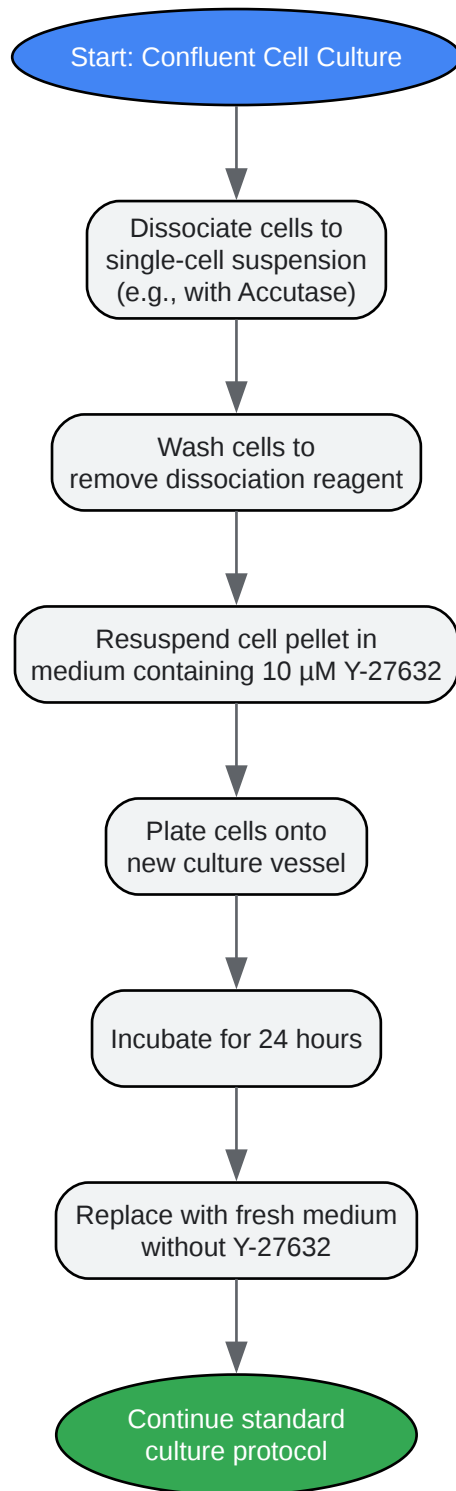 Start: Confluent Cell Culture
Dissociate cells to
single-cell suspension
(e.g., with Accutase)
Wash cells to
remove dissociation reagent
Resuspend cell pellet in
medium containing 10 µM Y-27632
Plate cells onto
new culture vessel
Incubate for 24 hours
Replace with fresh medium
without Y-27632
Continue standard
culture protocol